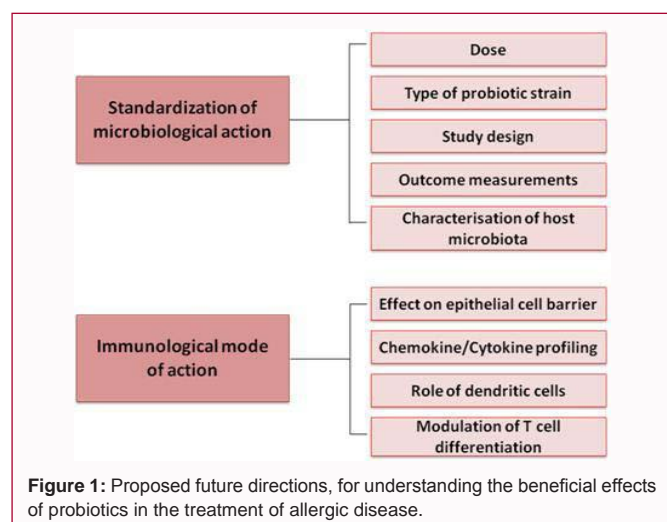 Standardization of
microbiological action
Dose
Type of probiotic strain
Study design
Outcome measurements
Characterisation of host
microbiota
Immunological mode
of action
Effect on epithelial cell barrier
Chemokine/Cytokine profiling
Role of dendritic cells
Modulation of T cell
differentiation
Figure 1: Proposed future directions, for understanding the beneficial effects
of probiotics in the treatment of allergic disease.